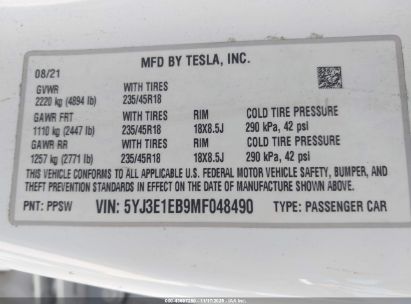 MFD BY TESLA, INC.
08/21
GVWR WITH TIRES
2220 kg (4894 lb) 235/45R18
GAWR FRT WITH TIRES RIM COLD TIRE PRESSURE
1110 kg (2447 lb) 235/45R18 18X8.5J 290 kPa, 42 psi
GAWR RR WITH TIRES RIM COLD TIRE PRESSURE
1257 kg (2771 lb) 235/45R18 18X8.5J 290 kPa, 42 psi
THIS VEHICLE CONFORMS TO ALL APPLICABLE U.S. FEDERAL MOTOR VEHICLE SAFETY, BUMPER, AND
THEFT PREVENTION STANDARDS IN EFFECT ON THE DATE OF MANUFACTURE SHOWN ABOVE.
PNT: PPSW VIN: 5YJ3E1EB9MF048490 TYPE: PASSENGER CAR